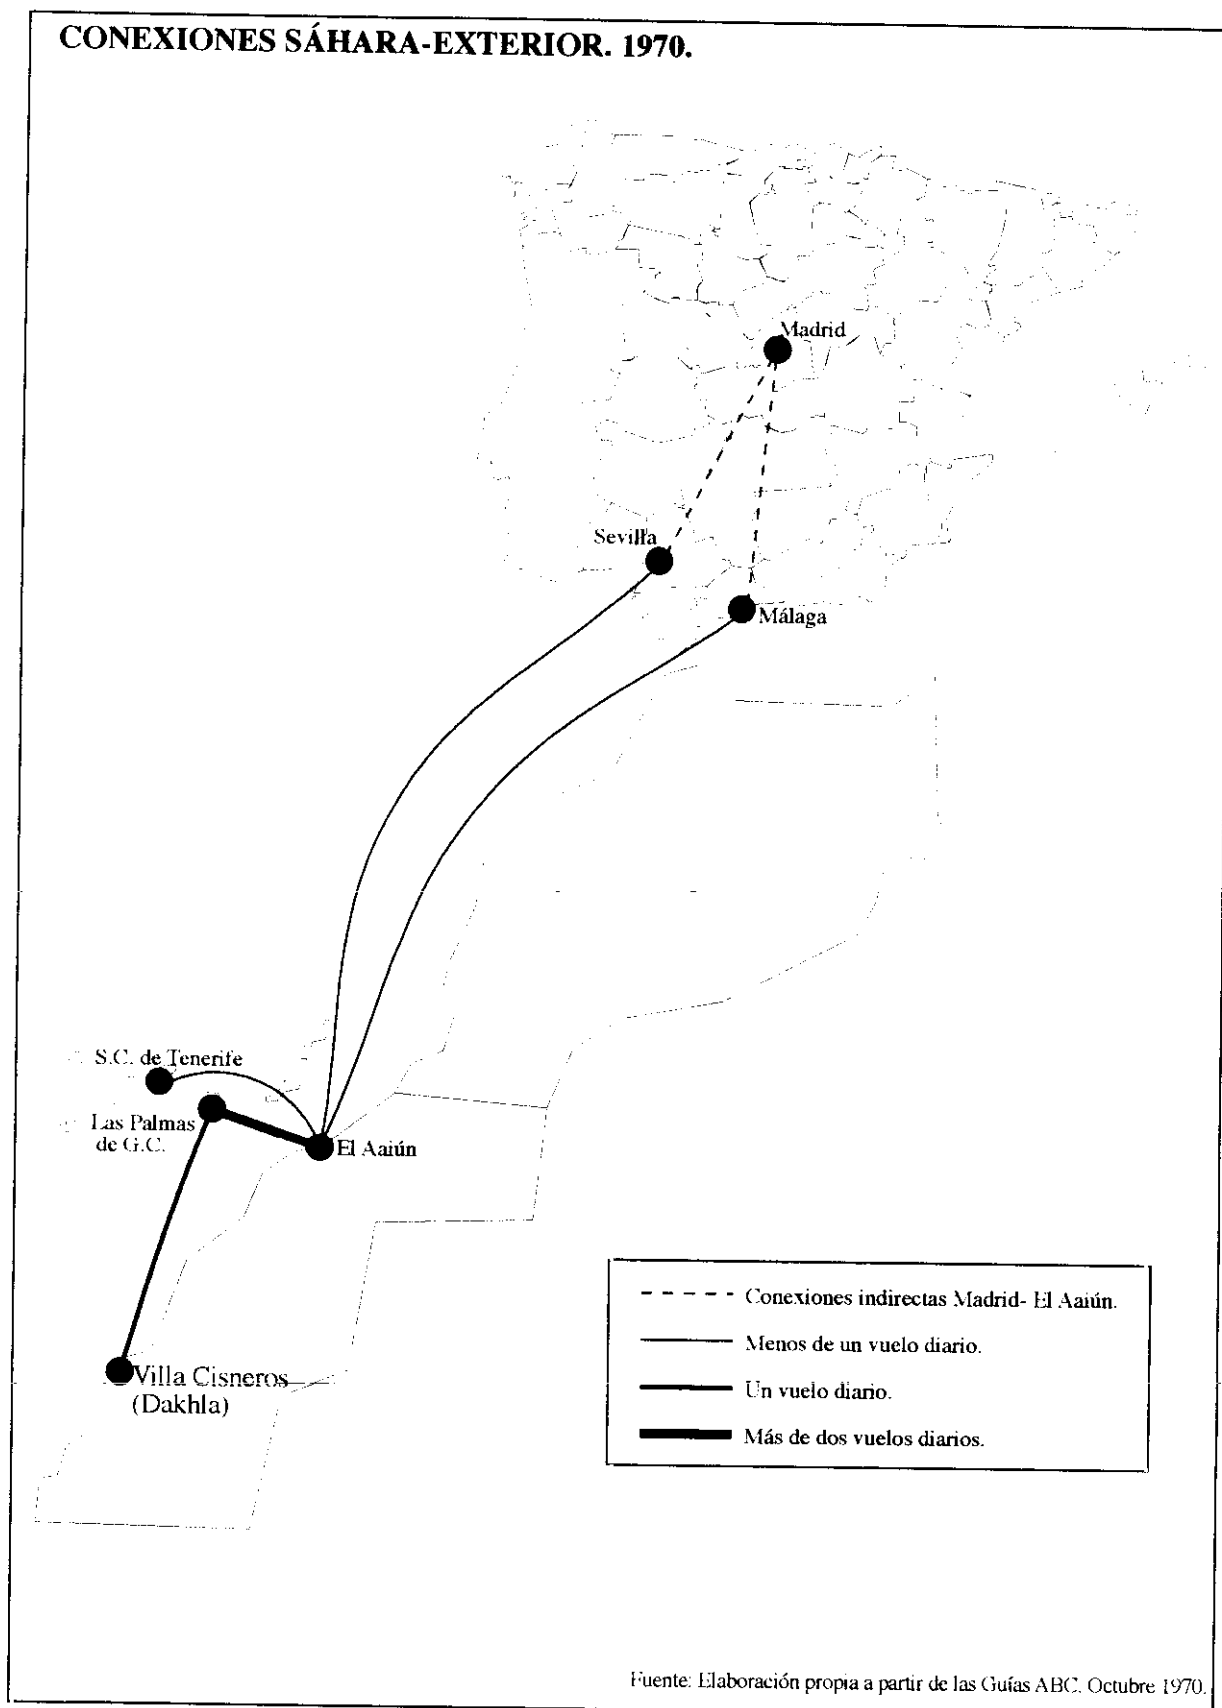 CONEXIONES SÁHARA-EXTERIOR. 1970.
Madrid
Sevilla
Málaga
S.C. de Tenerife
Las Palmas
de G.C.
El Aaiún
Villa Cisneros
(Dakhla)
Conexiones indirectas Madrid- El Aaiún.
Menos de un vuelo diario.
Un vuelo diario.
Más de dos vuelos diarios.
Fuente: Elaboración propia a partir de las Guías ABC. Octubre 1970.